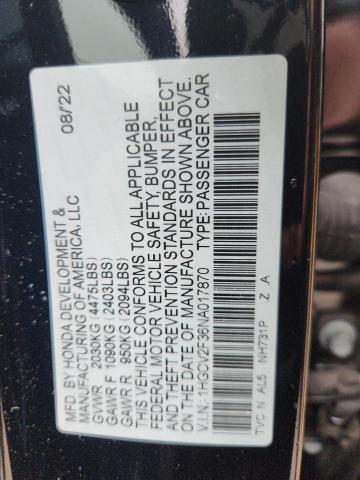 MFD. BY HONDA DEVELOPMENT & 08/'22
MANUFACTURING OF AMERICA, LLC
GVWR 2030KG (4475LBS)
GAWR F 1090KG (2403LBS)
GAWR R 950KG (2094LBS)
THIS VEHICLE CONFORMS TO ALL APPLICABLE
FEDERAL MOTOR VEHICLE SAFETY, BUMPER,
AND THEFT PREVENTION STANDARDS IN EFFECT
ON THE DATE OF MANUFACTURE SHOWN ABOVE.
V.I.N.: 1HGCV2F36NA017870 TYPE: PASSENGER CAR
TVC N AL5 NH731P Z A